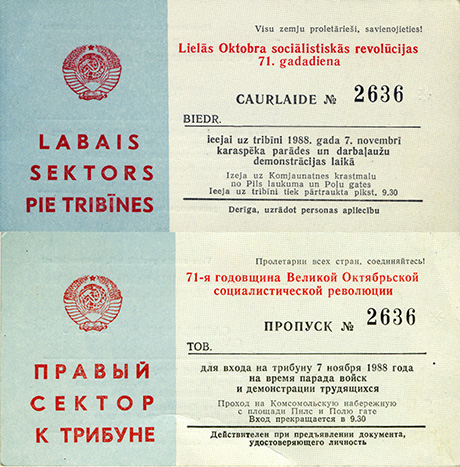 Visu zemju proletārieši, savienojieties!
Lielās Oktobra sociālistiskās revolūcijas
71. gadadiena
CAURLAIDE № 2636
BIEDR.
ieejai uz tribīni 1988. gada 7. novembrī
karaspēka parādes un darbaļaužu
demonstrācijas laikā
Izeja uz Komjaunatnes krastmalu
no Pils laukuma un Poļu gates
Ieeja uz tribīni tiek pārtraukta plkst. 9.30
Derīga, uzrādot personas apliecību
LABAIS
SEKTORS
PIE TRIBĪNES
Пролетарии всех стран, соединяйтесь!
71-я годовщина Великой Октябрьской
социалистической революции
ПРОПУСК № 2636
ТОВ.
для входа на трибуну 7 ноября 1988 года
на время парада войск
и демонстрации трудящихся
Проход на Комсомольскую набережную
с площади Пилс и Полю гате
Вход прекращается в 9.30
Действителен при предъявлении документа,
удостоверяющего личность
ПРАВЫЙ
СЕКТОР
К ТРИБУНЕ